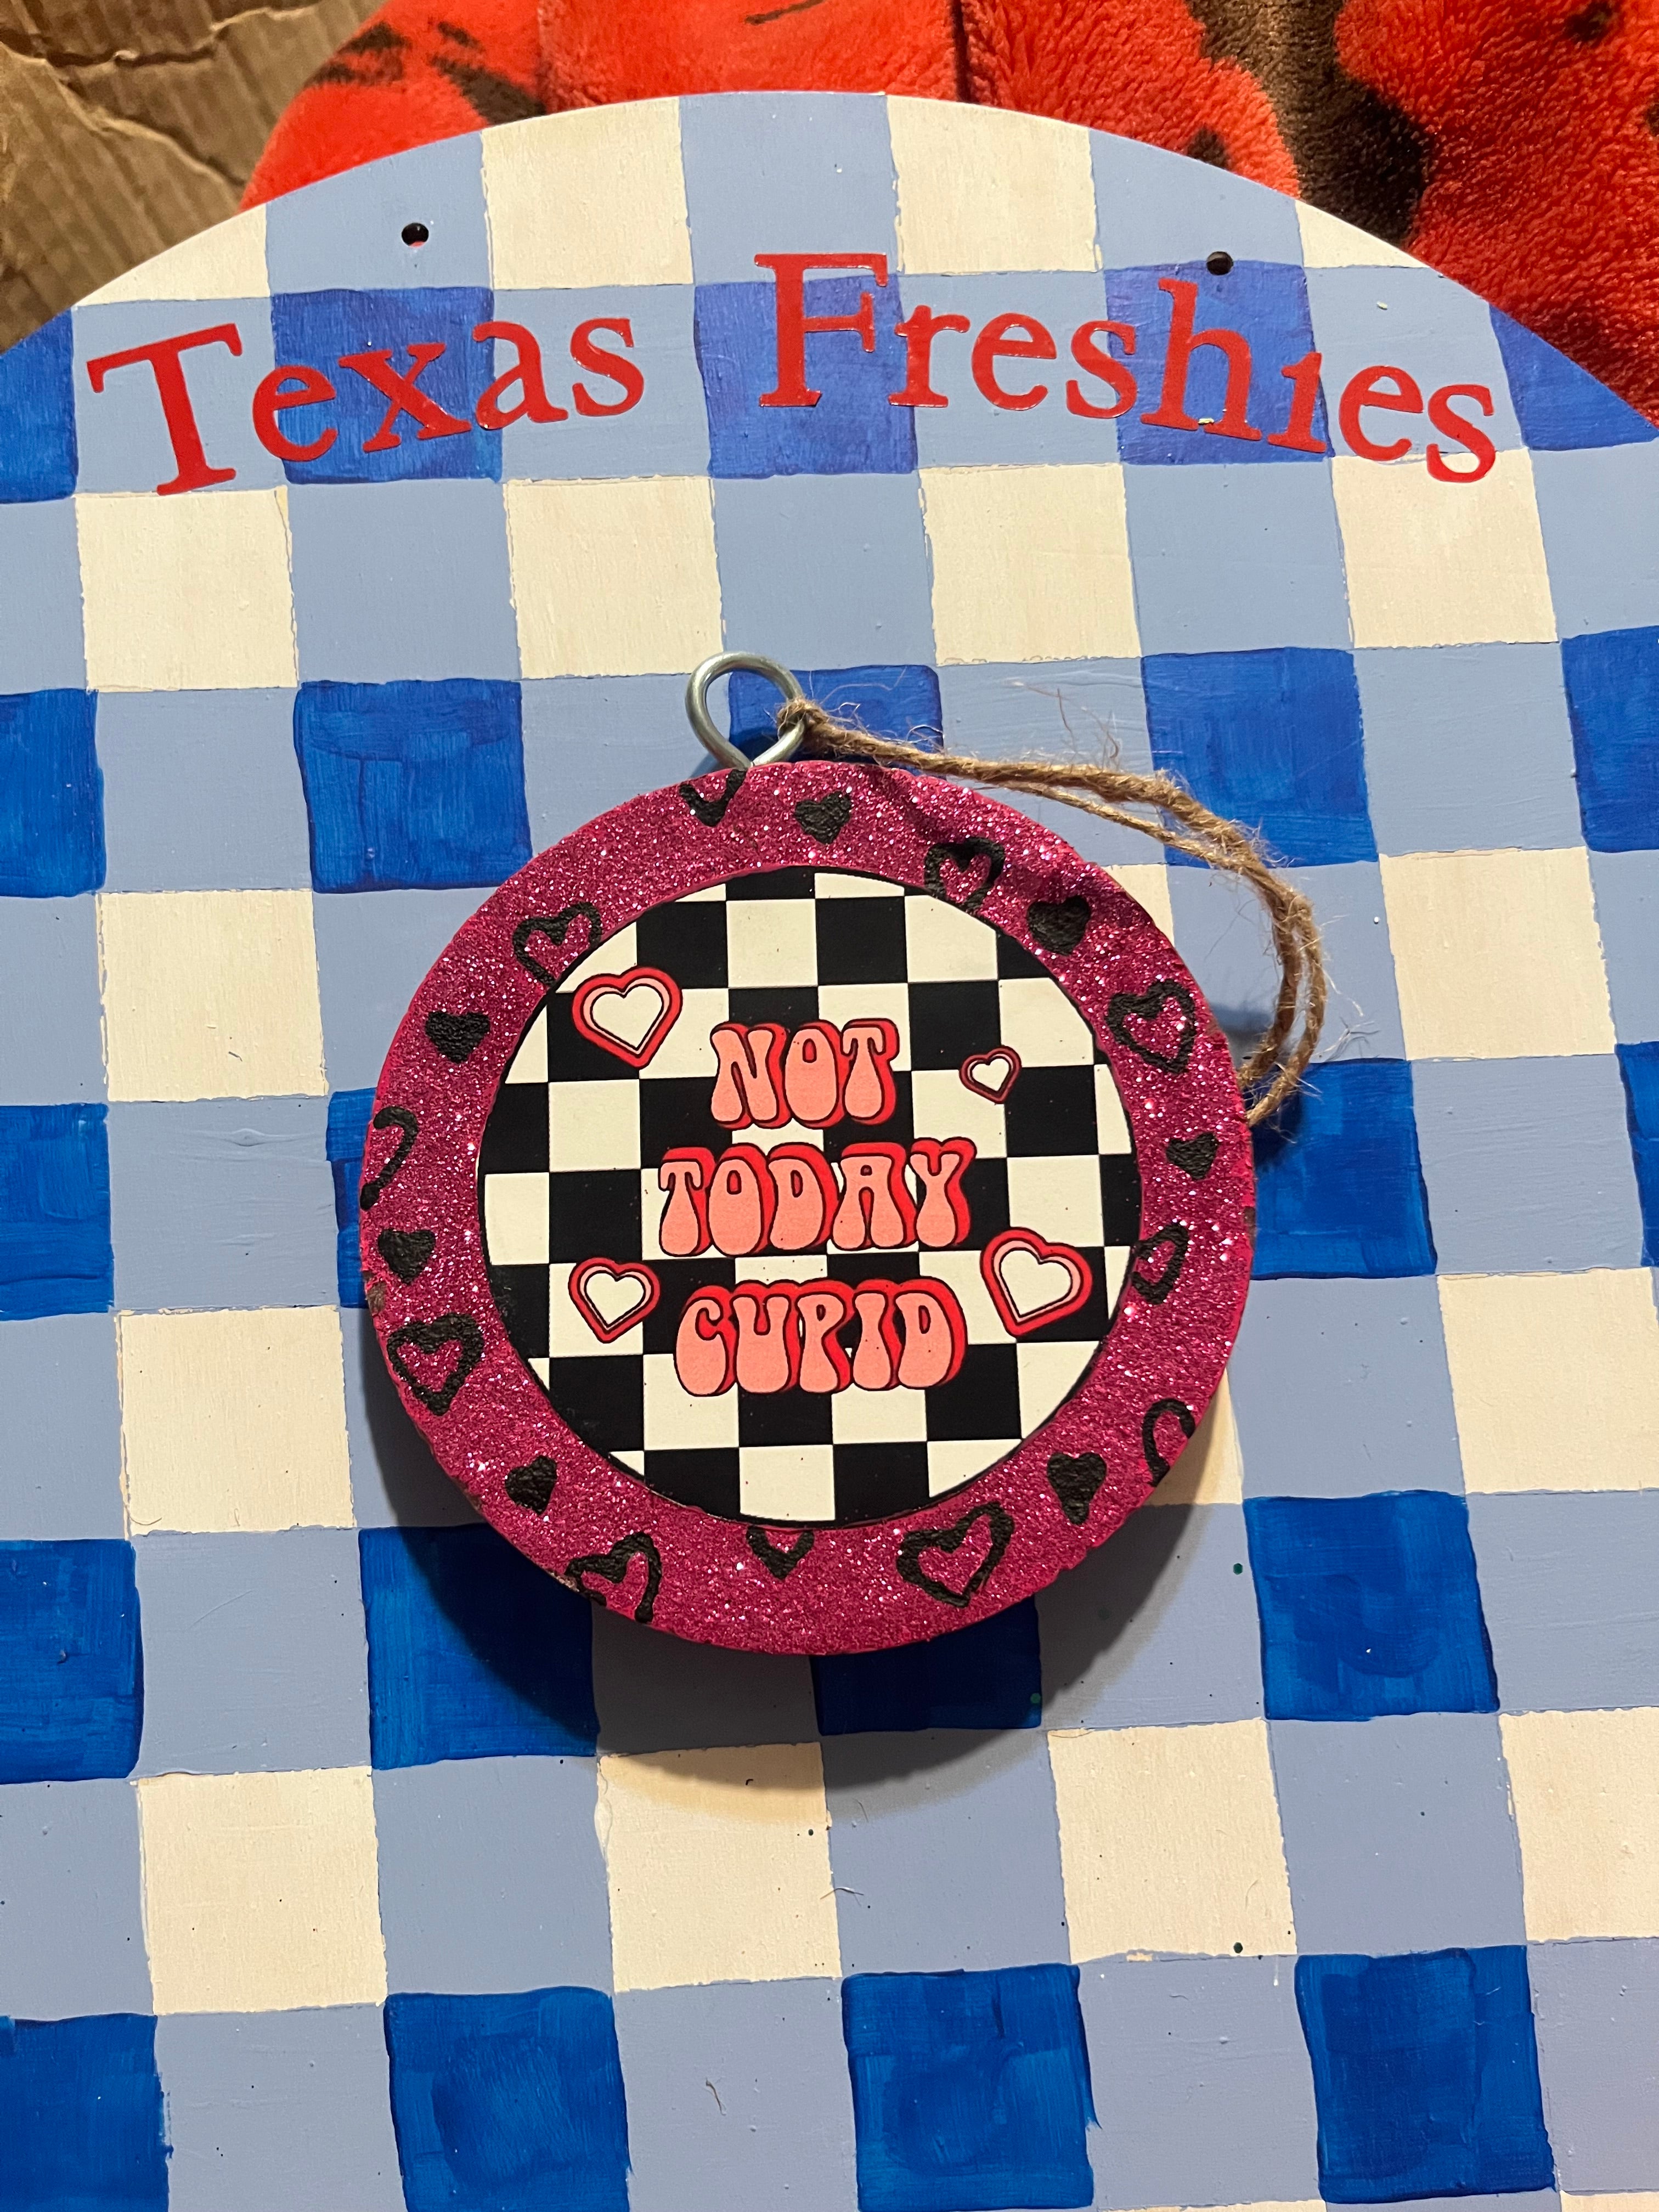 Texas Freshies
NOT
TODAY
CUPID